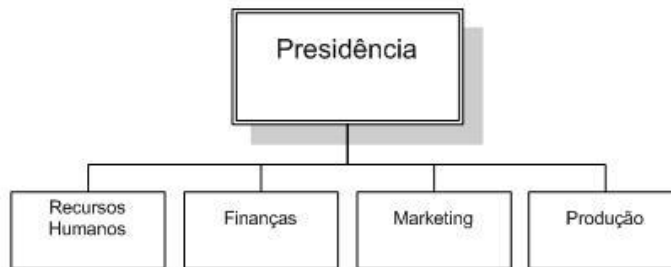 Presidência
Recursos
Humanos
Finanças
Marketing
Produção